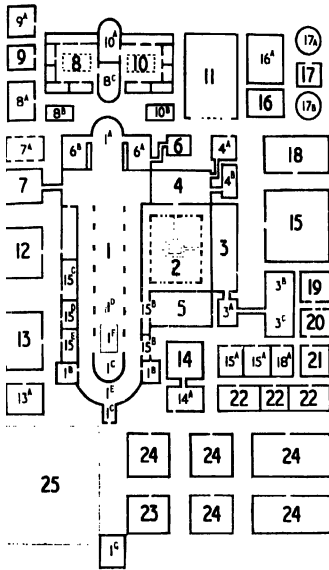 9A 10A 17A
9 8 10 11 16A 17
8A 8C 16 17B
8B 10B
1A
7A 6B 6A 6 4A 18
7 4 4B
12 1 2 3 15
15C 3B 19
15D 1D 15B 5 3A 3C 20
13 15E 1F 15B 14 15A 15A 18A 21
1B 1C 1B
13A 1E 14A 22 22 22
24 24 24
25 23 24 24